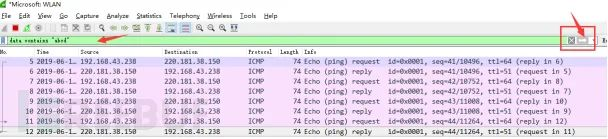 *Microsoft: WLAN
File Edit View Go Capture Analyze Statistics Telephony Wireless Tools Help
data contains "abcd"
No. Time Source Destination Protocol Length Info
5 2019-06-1… 192.168.43.238 220.181.38.150 ICMP 74 Echo (ping) request id=0x0001, seq=41/10496, ttl=64 (reply in 6)
6 2019-06-1… 220.181.38.150 192.168.43.238 ICMP 74 Echo (ping) reply id=0x0001, seq=41/10496, ttl=51 (request in 5)
7 2019-06-1… 192.168.43.238 220.181.38.150 ICMP 74 Echo (ping) request id=0x0001, seq=42/10752, ttl=64 (reply in 8)
8 2019-06-1… 220.181.38.150 192.168.43.238 ICMP 74 Echo (ping) reply id=0x0001, seq=42/10752, ttl=51 (request in 7)
9 2019-06-1… 192.168.43.238 220.181.38.150 ICMP 74 Echo (ping) request id=0x0001, seq=43/11008, ttl=64 (reply in 10)
10 2019-06-1… 220.181.38.150 192.168.43.238 ICMP 74 Echo (ping) reply id=0x0001, seq=43/11008, ttl=51 (request in 9)
11 2019-06-1… 192.168.43.238 220.181.38.150 ICMP 74 Echo (ping) request id=0x0001, seq=44/11264, ttl=64 (reply in 12)
12 2019-06-1… 220.181.38.150 192.168.43.238 ICMP 74 Echo (ping) reply id=0x0001, seq=44/11264, ttl=51 (request in 11)